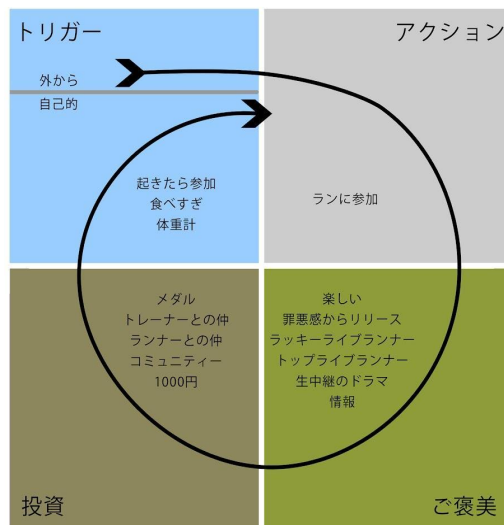 トリガー
外から
自己的
起きたら参加
食べすぎ
体重計
アクション
ランに参加
メダル
トレーナーとの仲
ランナーとの仲
コミュニティー
1000円
投資
楽しい
罪悪感からリリース
ラッキーライブランナー
トップライブランナー
生中継のドラマ
情報
ご褒美